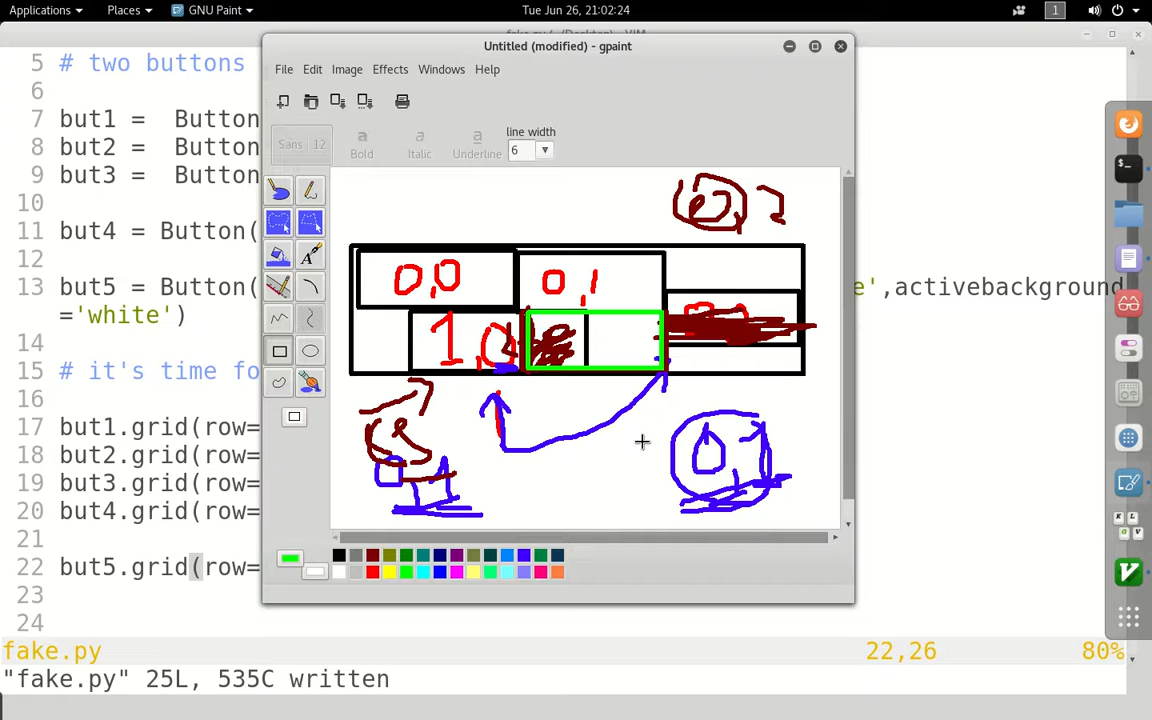 Applications Places GNU Paint Tue Jun 26, 21:02:24 1
Untitled (modified) - gpaint
File Edit Image Effects Windows Help
line width
Sans 12 Bold Italic Underline 6
0,0 0,1
1,0
5 # two buttons
6
7 but1 = Button
8 but2 = Button
9 but3 = Button
10
11 but4 = Button(
12
13 but5 = Button( e',activebackground
='white')
14
15 # it's time fo
16
17 but1.grid(row=
18 but2.grid(row=
19 but3.grid(row=
20 but4.grid(row=
21
22 but5.grid(row=
23
24
fake.py 22,26 80%
"fake.py" 25L, 535C written